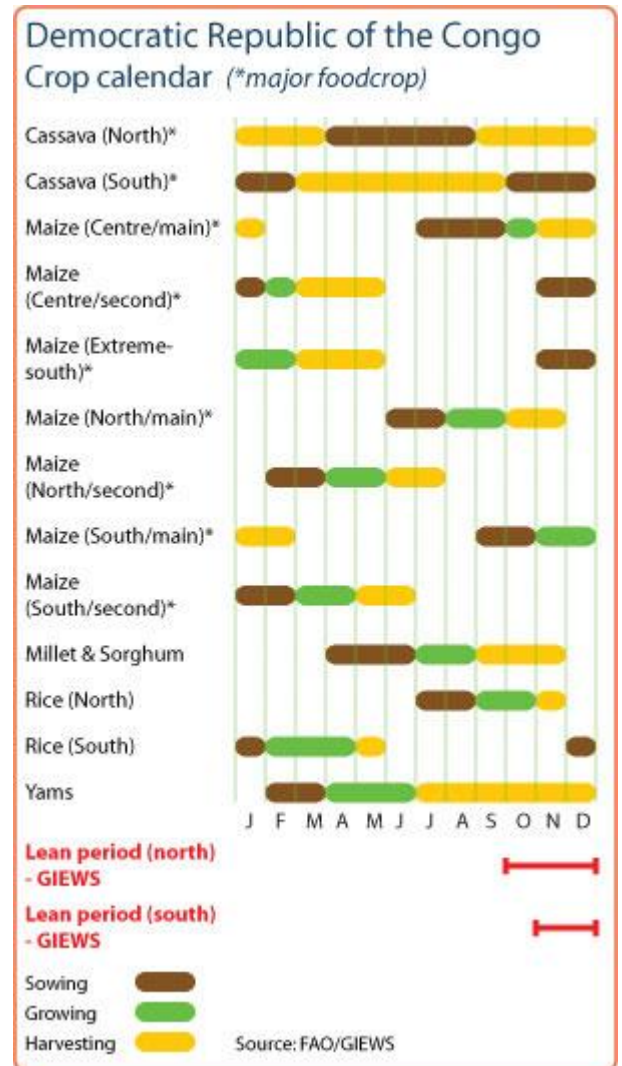 Democratic Republic of the Congo
Crop calendar (*major foodcrop)
Cassava (North)*
Cassava (South)*
Maize (Centre/main)*
Maize
(Centre/second)*
Maize (Extreme-
south)*
Maize (North/main)*
Maize
(North/second)*
Maize (South/main)*
Maize
(South/second)*
Millet & Sorghum
Rice (North)
Rice (South)
Yams
J F M A M J J A S O N D
Lean period (north)
- GIEWS
Lean period (south)
- GIEWS
Sowing
Growing
Harvesting Source: FAO/GIEWS